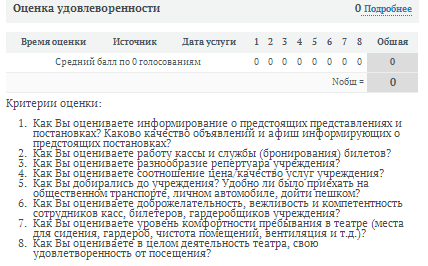 Оценка удовлеворенности 0 Подробнее
Время оценки Источник Дата услуги 1 2 3 4 5 6 7 8 Общая
Средний балл по 0 голосованиям 0 0 0 0 0 0 0 0 0
Nобщ = 0
Критерии оценки:
1. Как Вы оцениваете информирование о предстоящих представлениях и
постановках? Каково качество объявлений и афиш информирующих о
предстоящих постановках?
2. Как Вы оцениваете работу кассы и службы (бронирования) билетов?
3. Как Вы оцениваете разнообразие репертуара учреждения?
4. Как Вы оцениваете соотношение цена/качество услуг учреждения?
5. Как Вы добирались до учреждения? Удобно ли было приехать на
общественном транспорте, личном автомобиле, дойти пешком?
6. Как Вы оцениваете доброжелательность, вежливость и компетентность
сотрудников касс, билетеров, гардеробщиков учреждения?
7. Как Вы оцениваете уровень комфортности пребывания в театре (места
для сидения, гардероб, чистота помещений, вентиляция и т.д.)?
8. Как Вы оцениваете в целом деятельность театра, свою
удовлетворенность от посещения?